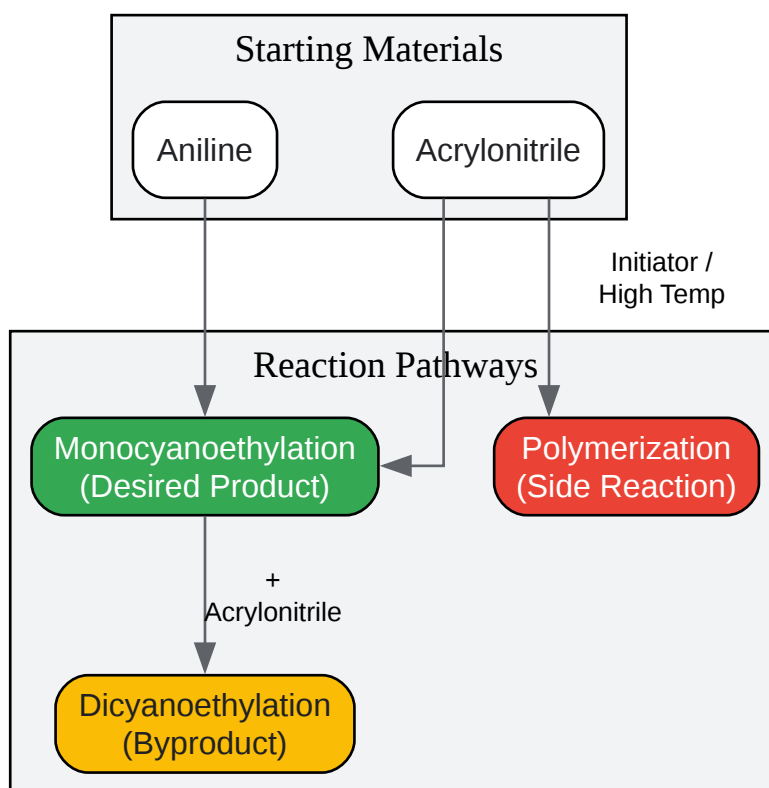 Starting Materials
Aniline
Acrylonitrile
Initiator /
High Temp
Reaction Pathways
Monocyanoethylation
(Desired Product)
Polymerization
(Side Reaction)
+
Acrylonitrile
Dicyanoethylation
(Byproduct)